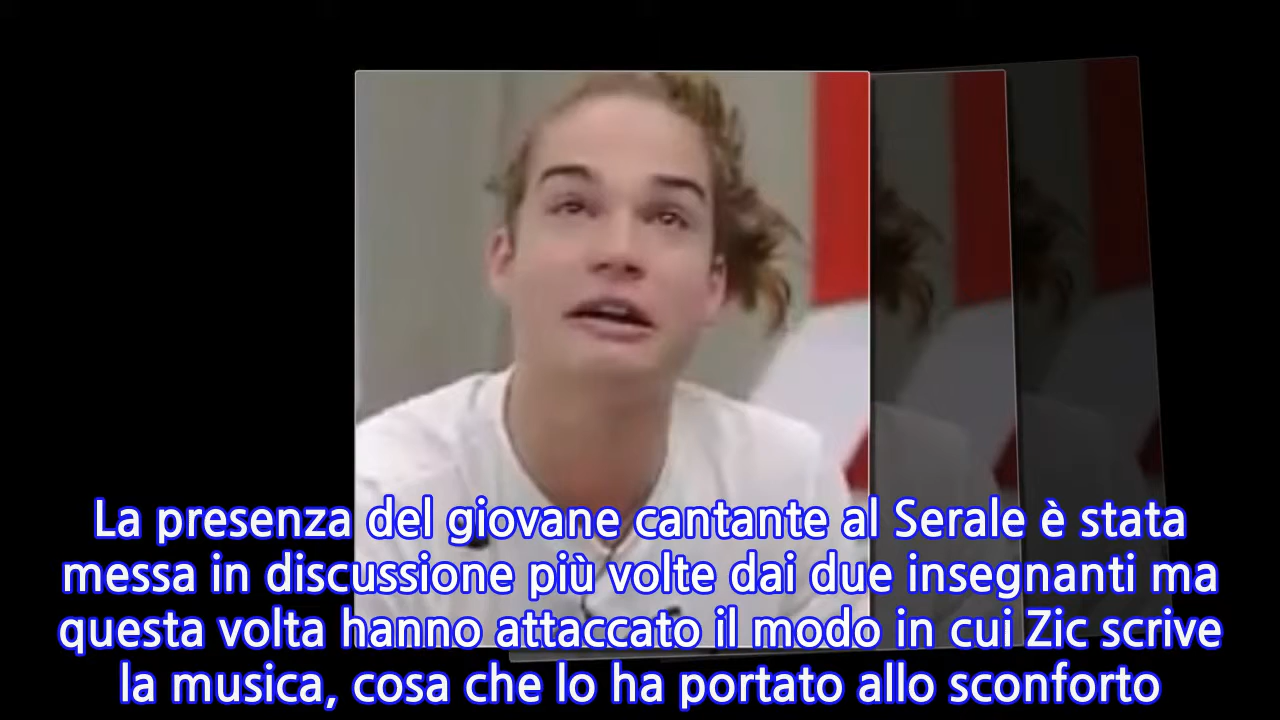 La presenza del giovane cantante al Serale è stata
messa in discussione più volte dai due insegnanti ma
questa volta hanno attaccato il modo in cui Zic scrive
la musica, cosa che lo ha portato allo sconforto